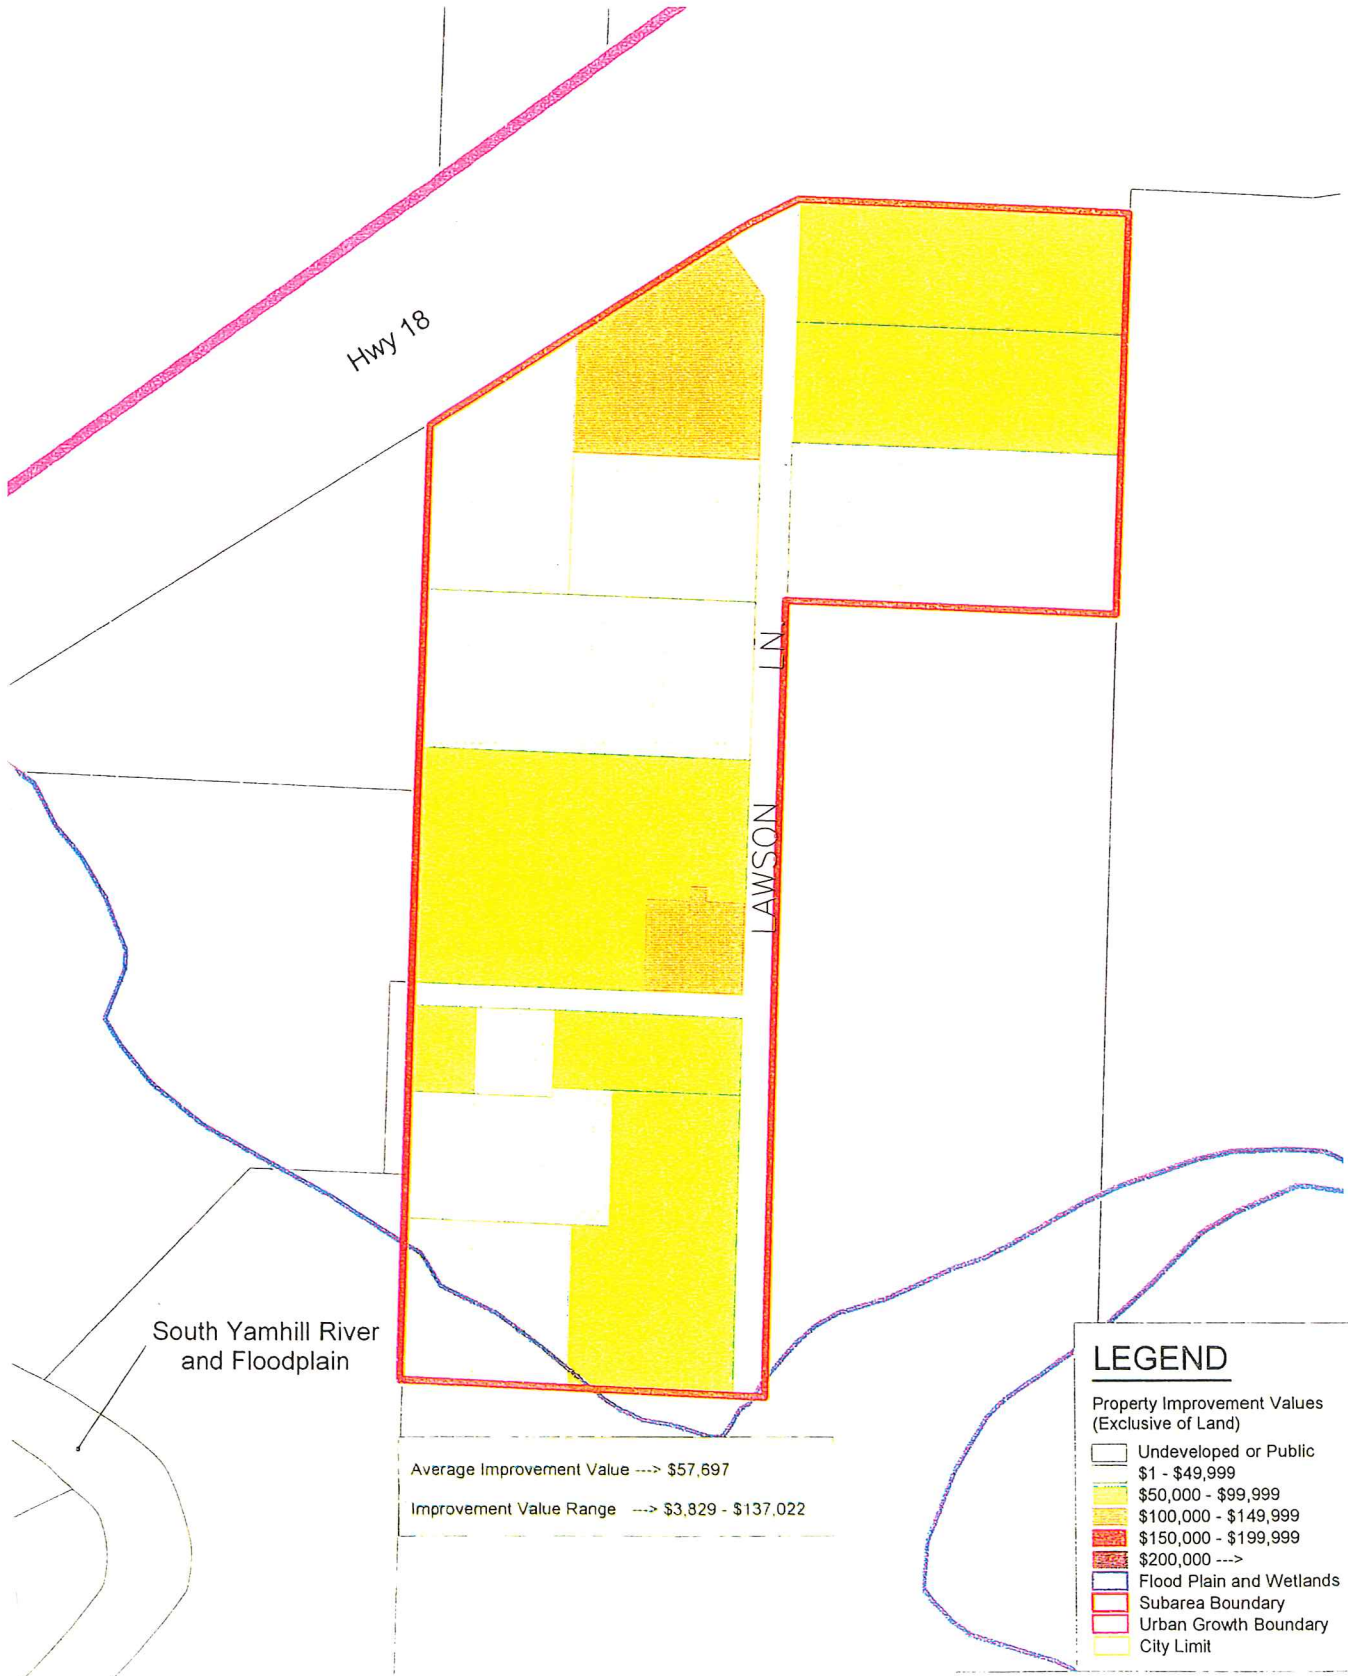 Hwy 18
LAWSON LN
South Yamhill River
and Floodplain
Average Improvement Value ---> $57,697
Improvement Value Range ---> $3,829 - $137,022
LEGEND
Property Improvement Values
(Exclusive of Land)
Undeveloped or Public
$1 - $49,999
$50,000 - $99,999
$100,000 - $149,999
$150,000 - $199,999
$200,000 --->
Flood Plain and Wetlands
Subarea Boundary
Urban Growth Boundary
City Limit